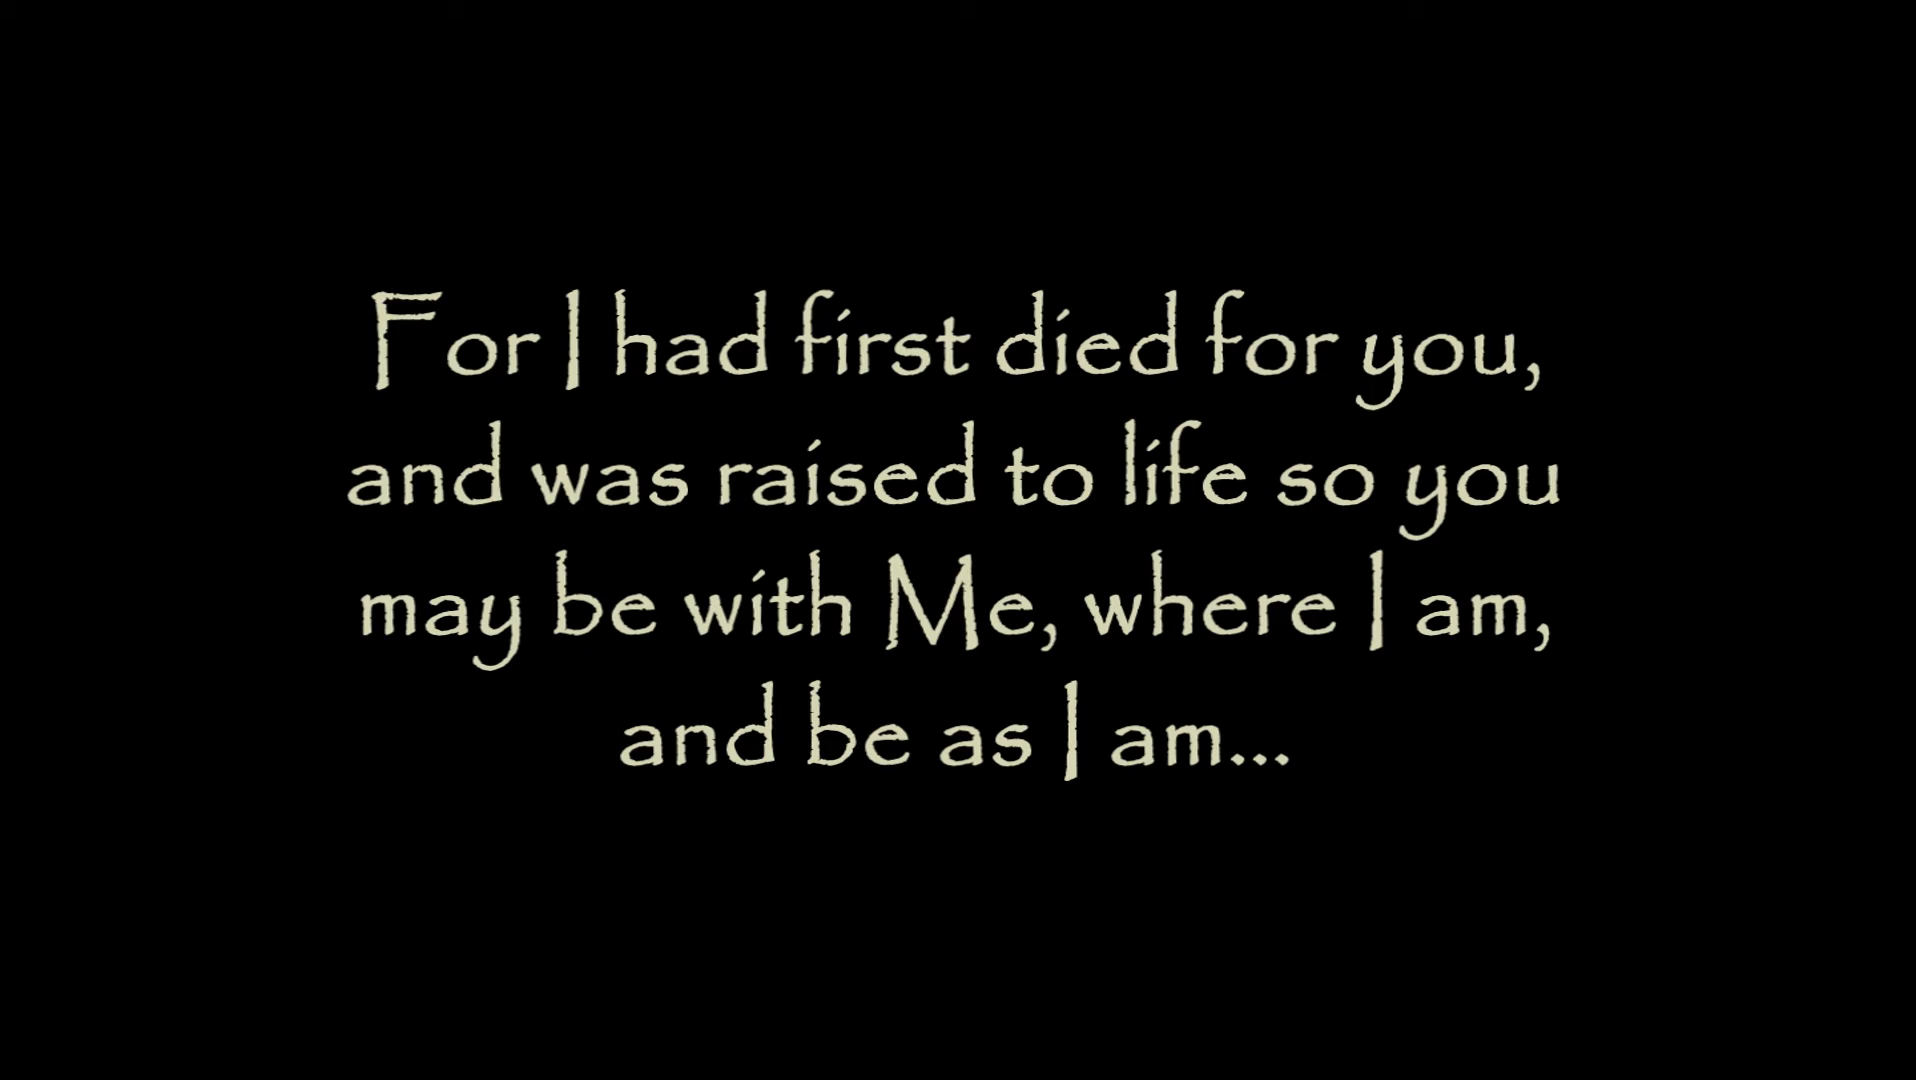 For I had first died for you,
and was raised to life so you
may be with Me, where I am,
and be as I am...